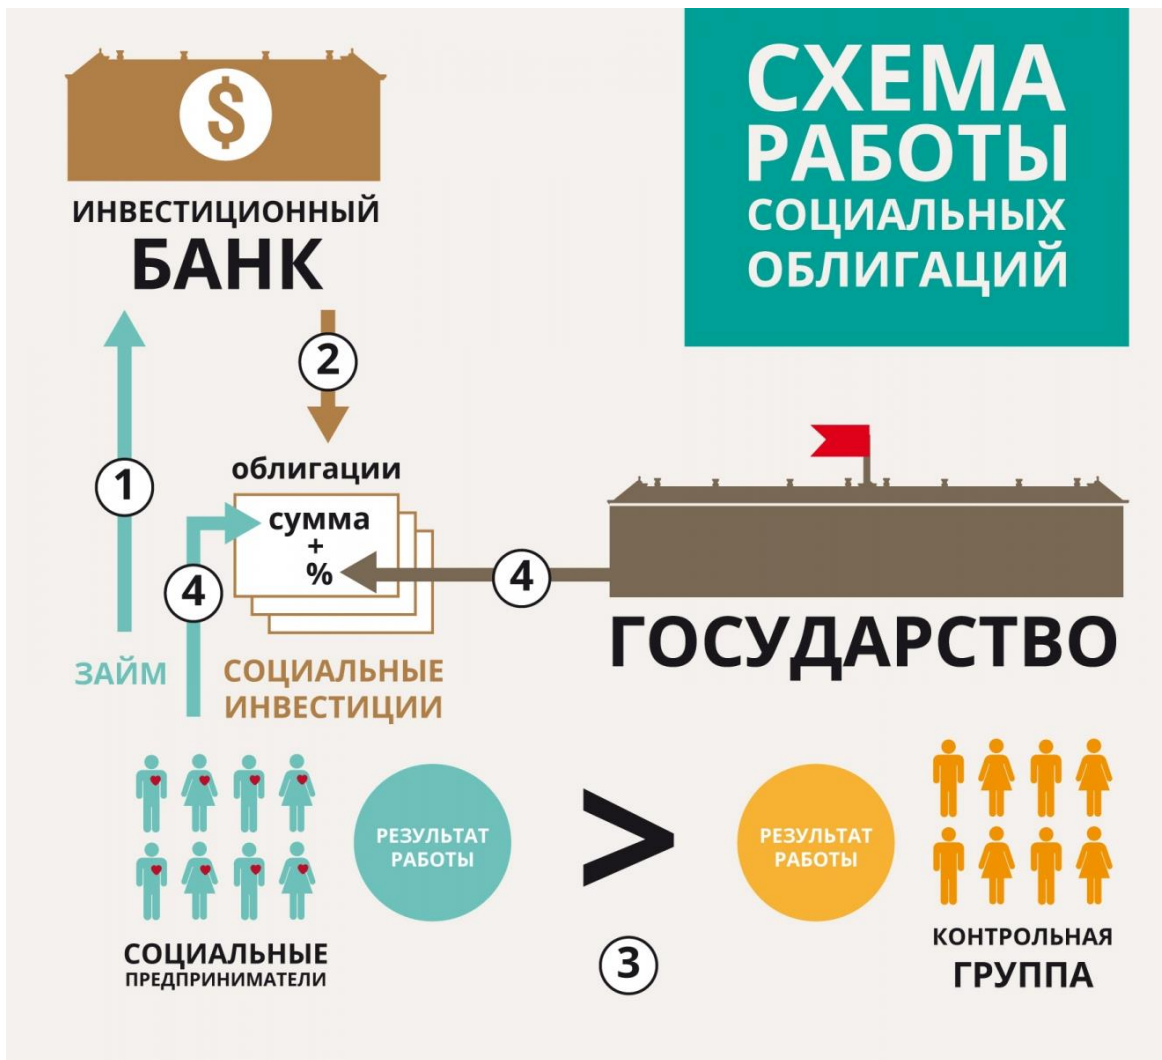 СХЕМА
РАБОТЫ
СОЦИАЛЬНЫХ
ОБЛИГАЦИЙ
$
ИНВЕСТИЦИОННЫЙ
БАНК
1
2
облигации
сумма
+
%
4
4
ЗАЙМ
СОЦИАЛЬНЫЕ
ИНВЕСТИЦИИ
ГОСУДАРСТВО
РЕЗУЛЬТАТ
РАБОТЫ
>
РЕЗУЛЬТАТ
РАБОТЫ
СОЦИАЛЬНЫЕ
ПРЕДПРИНИМАТЕЛИ
3
КОНТРОЛЬНАЯ
ГРУППА